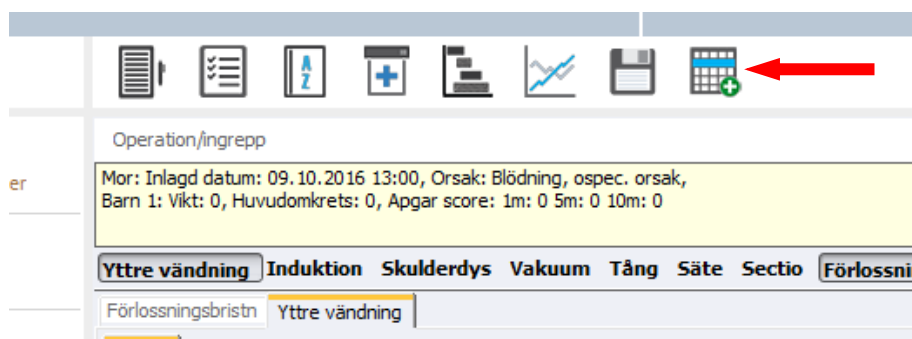 A
Z
Operation/ingrepp
er
Mor: Inlagd datum: 09.10.2016 13:00, Orsak: Blödning, ospec. orsak,
Barn 1: Vikt: 0, Huvudomkrets: 0, Apgar score: 1m: 0 5m: 0 10m: 0
Yttre vändning Induktion Skulderdys Vakuum Tång Säte Sectio Förlossni
Förlossningsbristn Yttre vändning